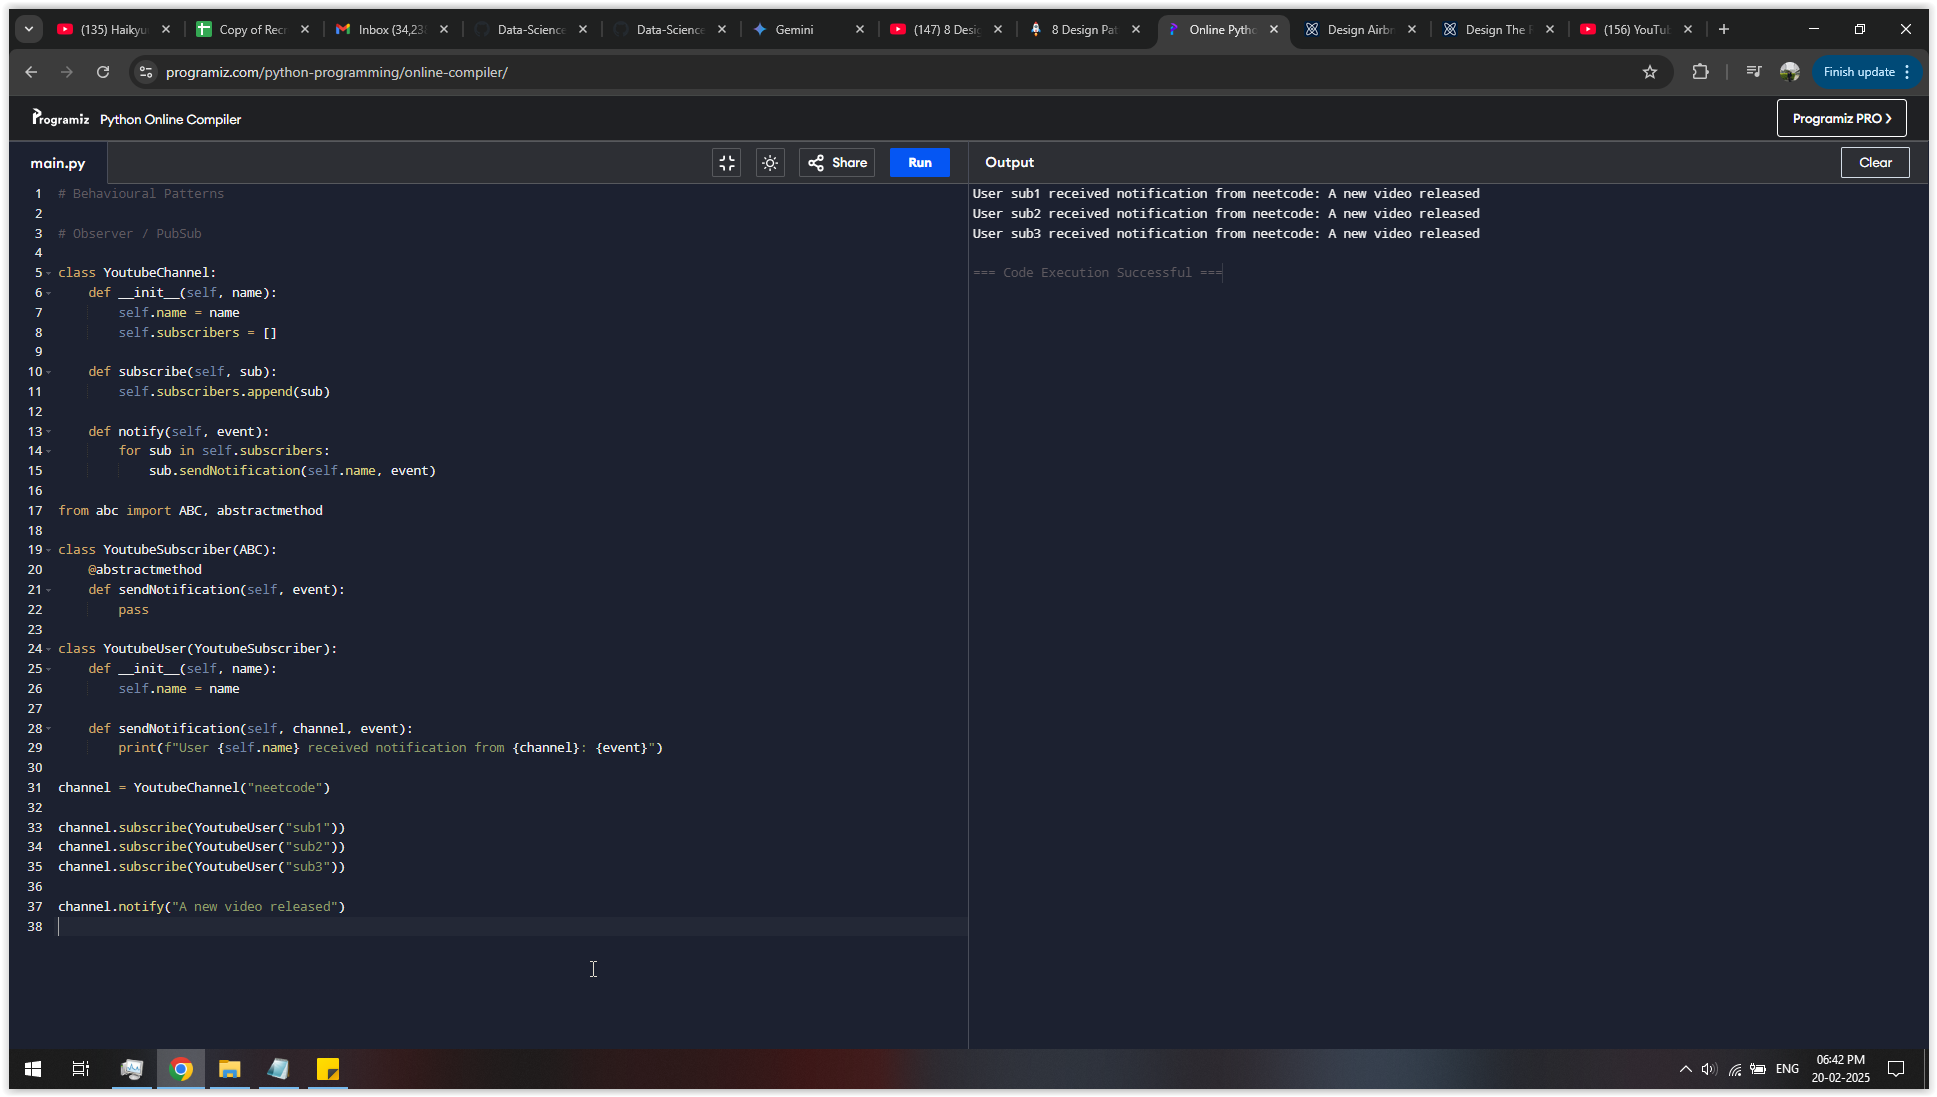 (135) Haikyu
Copy of Recr
Inbox (34,23
Data-Science
Data-Science
Gemini
(147) 8 Desig
8 Design Pat
Online Pytho
Design Airbn
Design The F
(156) YouTub
programiz.com/python-programming/online-compiler/
Finish update
Programiz Python Online Compiler
Programiz PRO
main.py
Share
Run
Output
Clear
1 # Behavioural Patterns
2
3 # Observer / PubSub
4
5 class YoutubeChannel:
6 def __init__(self, name):
7 self.name = name
8 self.subscribers = []
9
10 def subscribe(self, sub):
11 self.subscribers.append(sub)
12
13 def notify(self, event):
14 for sub in self.subscribers:
15 sub.sendNotification(self.name, event)
16
17 from abc import ABC, abstractmethod
18
19 class YoutubeSubscriber(ABC):
20 @abstractmethod
21 def sendNotification(self, event):
22 pass
23
24 class YoutubeUser(YoutubeSubscriber):
25 def __init__(self, name):
26 self.name = name
27
28 def sendNotification(self, channel, event):
29 print(f"User {self.name} received notification from {channel}: {event}")
30
31 channel = YoutubeChannel("neetcode")
32
33 channel.subscribe(YoutubeUser("sub1"))
34 channel.subscribe(YoutubeUser("sub2"))
35 channel.subscribe(YoutubeUser("sub3"))
36
37 channel.notify("A new video released")
38
User sub1 received notification from neetcode: A new video released
User sub2 received notification from neetcode: A new video released
User sub3 received notification from neetcode: A new video released
=== Code Execution Successful ===
ENG
06:42 PM
20-02-2025